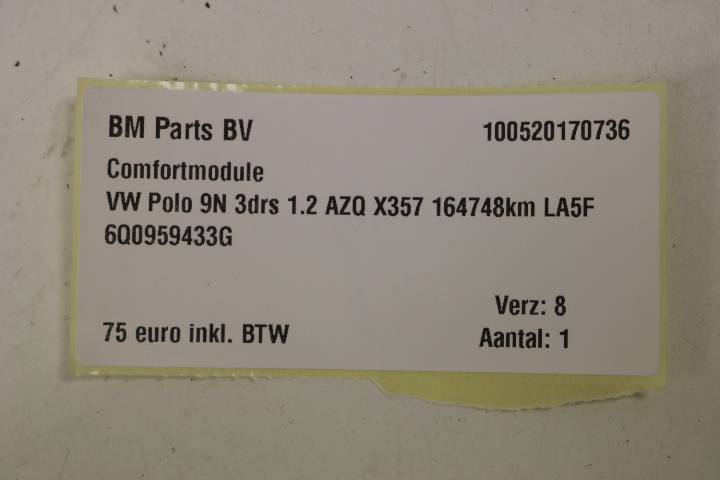 BM Parts BV 100520170736
Comfortmodule
VW Polo 9N 3drs 1.2 AZQ X357 164748km LA5F
6Q0959433G
Verz: 8
75 euro inkl. BTW Aantal: 1